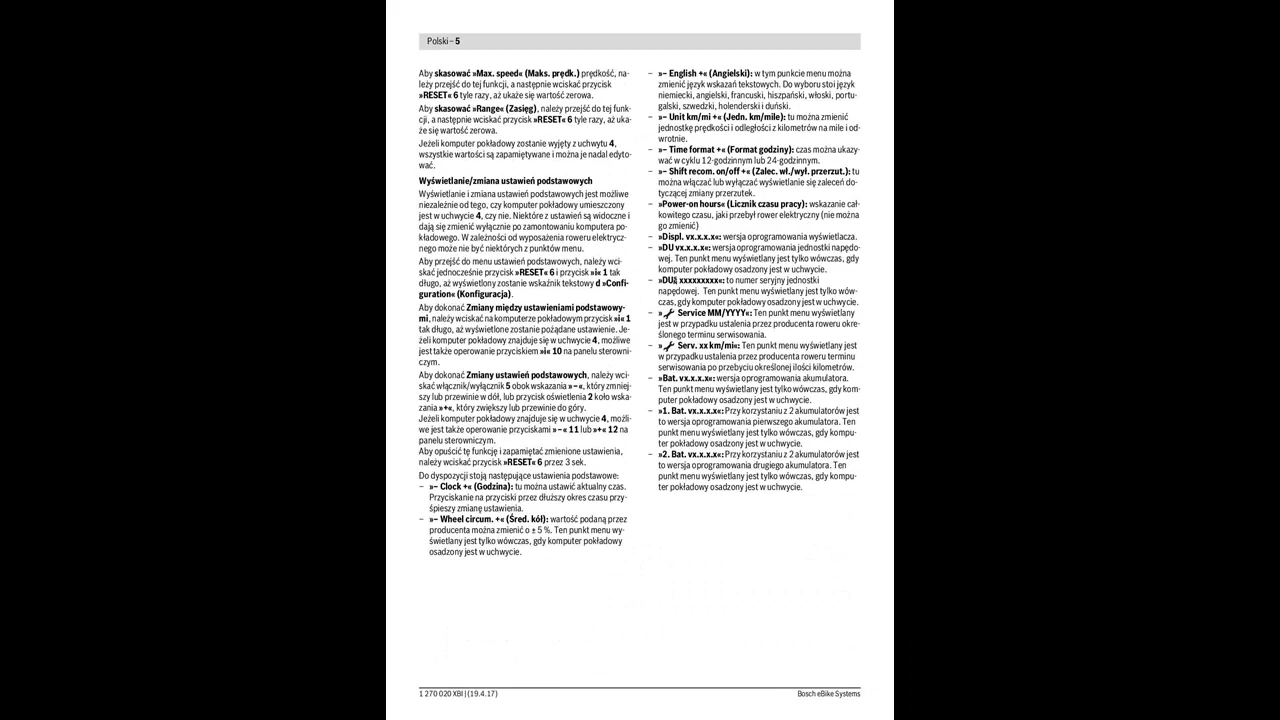 Polski – 5
Aby skasować »Max. speed« (Maks. prędk.) prędkość, na-
leży przejść do tej funkcji, a następnie wciskać przycisk
»RESET« 6 tyle razy, aż ukaże się wartość zerowa.
Aby skasować »Range« (Zasięg), należy przejść do tej funk-
cji, a następnie wciskać przycisk »RESET« 6 tyle razy, aż uka-
że się wartość zerowa.
Jeżeli komputer pokładowy zostanie wyjęty z uchwytu 4,
wszystkie wartości są zapamiętywane i można je nadal edyto-
wać.
Wyświetlanie/zmiana ustawień podstawowych
Wyświetlanie i zmiana ustawień podstawowych jest możliwe
niezależnie od tego, czy komputer pokładowy umieszczony
jest w uchwycie 4, czy nie. Niektóre z ustawień są widoczne i
dają się zmienić wyłącznie po zamontowaniu komputera po-
kładowego. W zależności od wyposażenia roweru elektrycz-
nego może nie być niektórych z punktów menu.
Aby przejść do menu ustawień podstawowych, należy wci-
skać jednocześnie przycisk »RESET« 6 i przycisk »i« 1 tak
długo, aż wyświetlony zostanie wskaźnik tekstowy d »Confi-
guration« (Konfiguracja).
Aby dokonać Zmiany między ustawieniami podstawowy-
mi, należy wciskać na komputerze pokładowym przycisk »i« 1
tak długo, aż wyświetlone zostanie pożądane ustawienie. Je-
żeli komputer pokładowy znajduje się w uchwycie 4, możliwe
jest także operowanie przyciskiem »i« 10 na panelu sterowni-
czym.
Aby dokonać Zmiany ustawień podstawowych, należy wci-
skać włącznik/wyłącznik 5 obok wskazania »–«, który zmniej-
szy lub przewinie w dół, lub przycisk oświetlenia 2 koło wska-
zania »+«, który zwiększy lub przewinie do góry.
Jeżeli komputer pokładowy znajduje się w uchwycie 4, możli-
we jest także operowanie przyciskami »–« 11 lub »+« 12 na
panelu sterowniczym.
Aby opuścić tę funkcję i zapamiętać zmienione ustawienia,
należy wciskać przycisk »RESET« 6 przez 3 sek.
Do dyspozycji stoją następujące ustawienia podstawowe:
– »– Clock +« (Godzina): tu można ustawić aktualny czas.
Przyciskanie na przyciski przez dłuższy okres czasu przy-
śpieszy zmianę ustawienia.
– »– Wheel circum. +« (Śred. kół): wartość podaną przez
producenta można zmienić o ± 5 %. Ten punkt menu wy-
świetlany jest tylko wówczas, gdy komputer pokładowy
osadzony jest w uchwycie.
– »– English +« (Angielski): w tym punkcie menu można
zmienić język wskazań tekstowych. Do wyboru stoi język
niemiecki, angielski, francuski, hiszpański, włoski, portu-
galski, szwedzki, holenderski i duński.
– »– Unit km/mi +« (Jedn. km/mile): tu można zmienić
jednostkę prędkości i odległości z kilometrów na mile i od-
wrotnie.
– »– Time format +« (Format godziny): czas można ukazy-
wać w cyklu 12-godzinnym lub 24-godzinnym.
– »– Shift recom. on/off +« (Zalec. wł./wył. przerzut.): tu
można włączać lub wyłączać wyświetlanie się zaleceń do-
tyczącej zmiany przerzutek.
– »Power-on hours« (Licznik czasu pracy): wskazanie cał-
kowitego czasu, jaki przebył rower elektryczny (nie można
go zmienić)
– »Displ. vx.x.x.x«: wersja oprogramowania wyświetlacza.
– »DU vx.x.x.x«: wersja oprogramowania jednostki napędo-
wej. Ten punkt menu wyświetlany jest tylko wówczas, gdy
komputer pokładowy osadzony jest w uchwycie.
– »DU# xxxxxxxxx«: to numer seryjny jednostki
napędowej. Ten punkt menu wyświetlany jest tylko wów-
czas, gdy komputer pokładowy osadzony jest w uchwycie.
– » Service MM/YYYY«: Ten punkt menu wyświetlany
jest w przypadku ustalenia przez producenta roweru okre-
ślonego terminu serwisowania.
– » Serv. xx km/mi«: Ten punkt menu wyświetlany jest
w przypadku ustalenia przez producenta roweru terminu
serwisowania po przebyciu określonej ilości kilometrów.
– »Bat. vx.x.x.x«: wersja oprogramowania akumulatora.
Ten punkt menu wyświetlany jest tylko wówczas, gdy kom-
puter pokładowy osadzony jest w uchwycie.
– »1. Bat. vx.x.x.x«: Przy korzystaniu z 2 akumulatorów jest
to wersja oprogramowania pierwszego akumulatora. Ten
punkt menu wyświetlany jest tylko wówczas, gdy kompu-
ter pokładowy osadzony jest w uchwycie.
– »2. Bat. vx.x.x.x«: Przy korzystaniu z 2 akumulatorów jest
to wersja oprogramowania drugiego akumulatora. Ten
punkt menu wyświetlany jest tylko wówczas, gdy kompu-
ter pokładowy osadzony jest w uchwycie.
1 270 020 XBI | (19.4.17)
Bosch eBike Systems